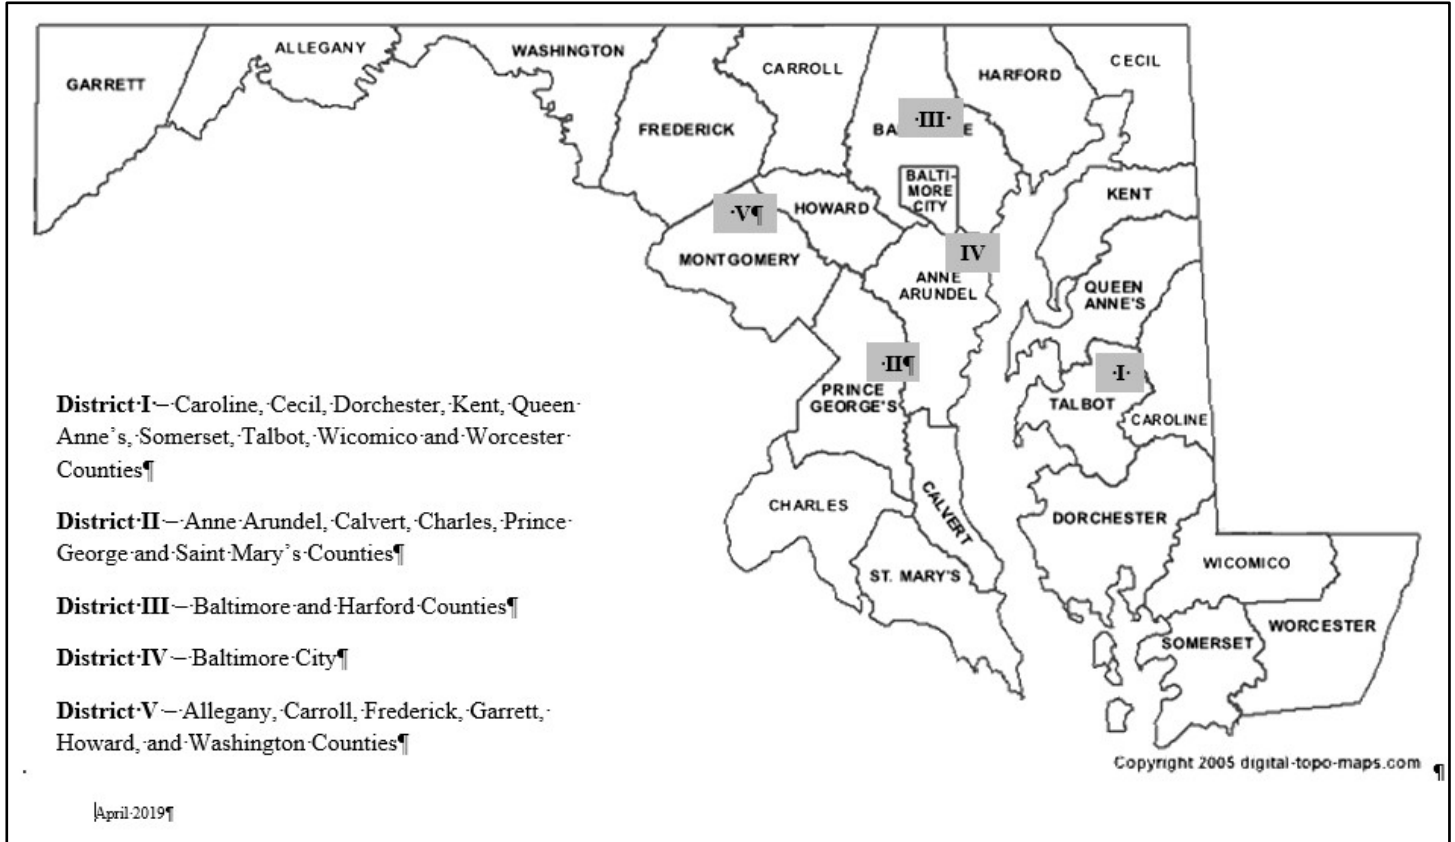 GARRETT
ALLEGANY
WASHINGTON
FREDERICK
CARROLL
HARFORD
CECIL
·III·
BA
E
BALTI-
MORE
CITY
KENT
·V¶
HOWARD
MONTGOMERY
IV
ANNE
ARUNDEL
QUEEN
ANNE'S
·II¶
PRINCE
GEORGE'S
·I·
TALBOT
CAROLINE
CHARLES
CALVERT
ST. MARY'S
DORCHESTER
WICOMICO
SOMERSET
WORCESTER
District·I·–·Caroline,·Cecil,·Dorchester,·Kent,·Queen·
Anne’s,·Somerset,·Talbot,·Wicomico·and·Worcester·
Counties¶
District·II·–·Anne·Arundel,·Calvert,·Charles,·Prince·
George·and·Saint·Mary’s·Counties¶
District·III·–·Baltimore·and·Harford·Counties¶
District·IV·–·Baltimore·City¶
District·V·–·Allegany,·Carroll,·Frederick,·Garrett,·
Howard,·and·Washington·Counties¶
Copyright 2005 digital-topo-maps.com ¶
April·2019¶